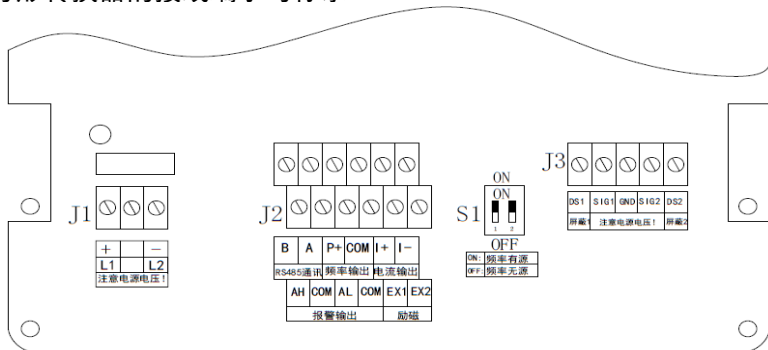 J1
+ −
L1 L2
注意电源电压!
J2
B A P+ COM I+ I-
RS485通讯 频率输出 电流输出
AH COM AL COM EX1 EX2
报警输出 励磁
S1
ON
ON
1 2
OFF
ON: 频率有源
OFF: 频率无源
J3
DS1 SIG1 GND SIG2 DS2
屏蔽1 注意电源电压! 屏蔽2